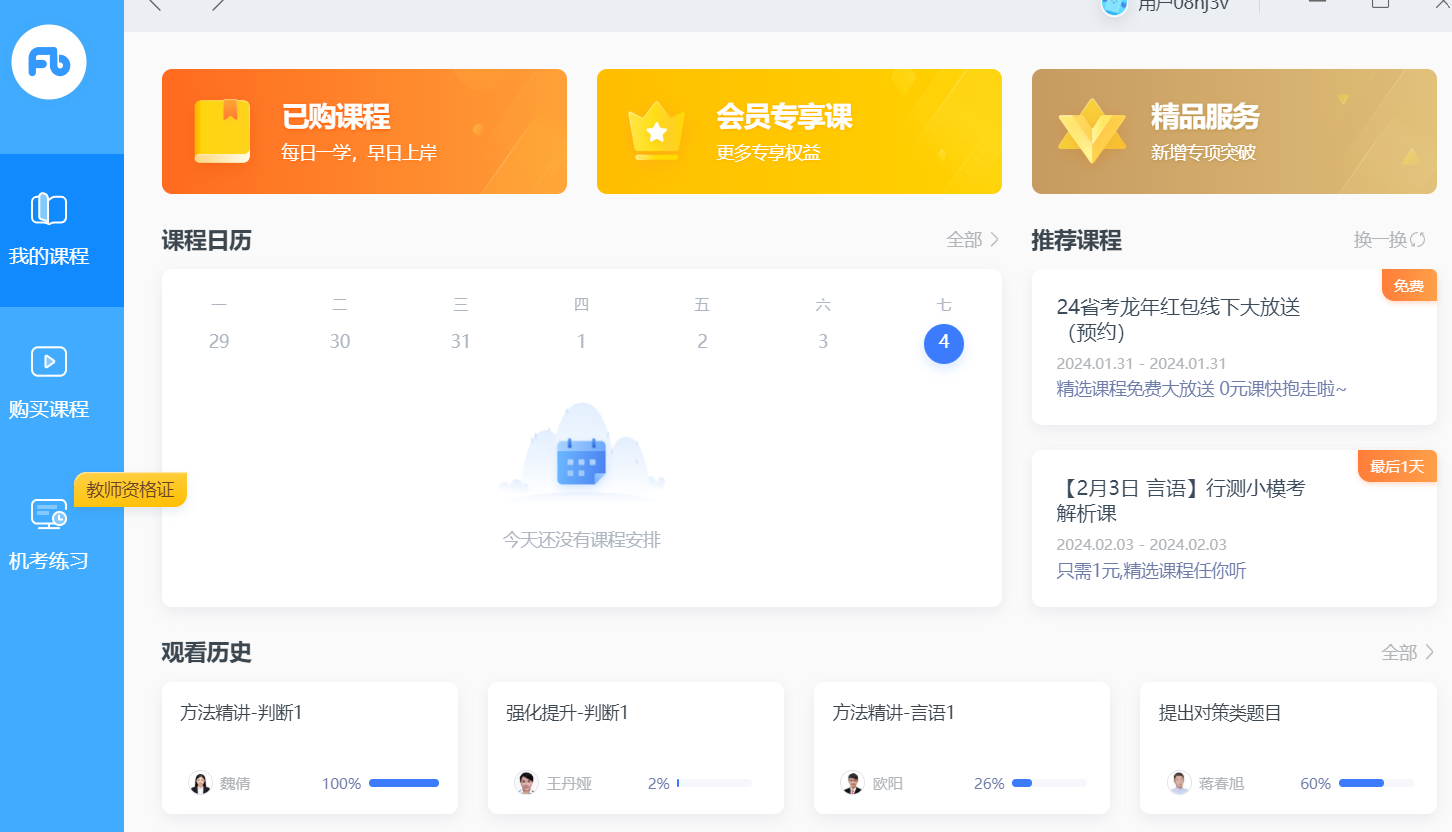 用户08nj3v
Fb
已购课程
每日一学，早日上岸
会员专享课
更多专享权益
精品服务
新增专项突破
我的课程
购买课程
教师资格证
机考练习
课程日历
全部
一 二 三 四 五 六 七
29 30 31 1 2 3 4
今天还没有课程安排
推荐课程
换一换
免费
24省考龙年红包线下大放送
（预约）
2024.01.31 - 2024.01.31
精选课程免费大放送 0元课快抱走啦~
最后1天
【2月3日 言语】行测小模考
解析课
2024.02.03 - 2024.02.03
只需1元,精选课程任你听
观看历史
全部
方法精讲-判断1
魏倩 100%
强化提升-判断1
王丹娅 2%
方法精讲-言语1
欧阳 26%
提出对策类题目
蒋春旭 60%